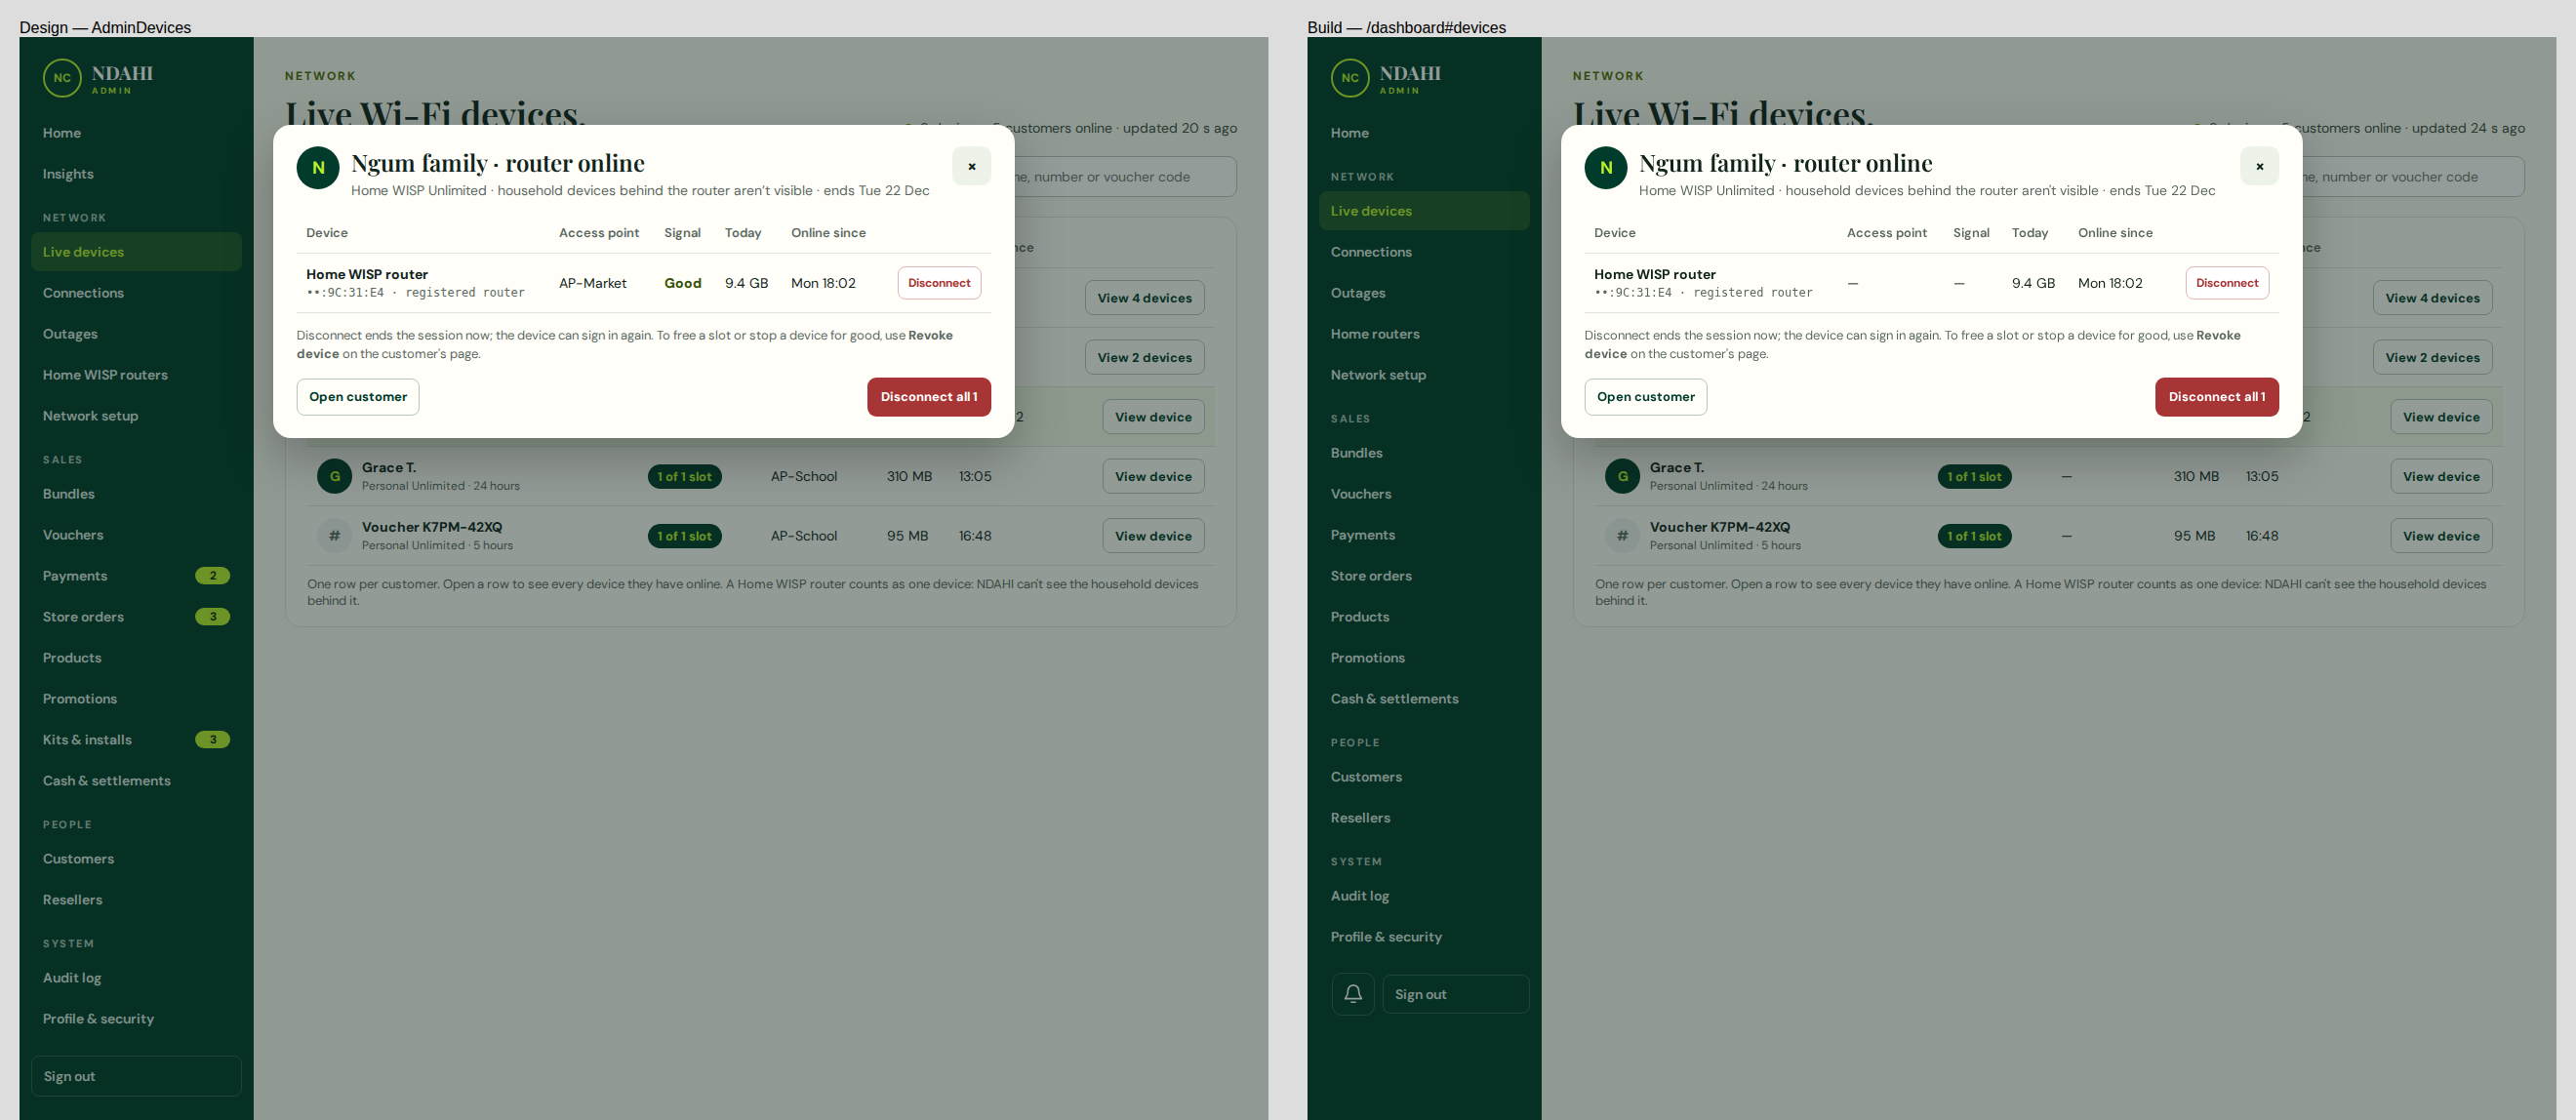 Design — AdminDevices
NC
NDAHI
ADMIN
Home
Insights
NETWORK
Live devices
Connections
Outages
Home WISP routers
Network setup
SALES
Bundles
Vouchers
Payments 2
Store orders 3
Products
Promotions
Kits & installs 3
Cash & settlements
PEOPLE
Customers
Resellers
SYSTEM
Audit log
Profile & security
Sign out
NETWORK
Live Wi-Fi devices.
customers online · updated 20 s ago
number or voucher code
N
Ngum family · router online
×
Home WISP Unlimited · household devices behind the router aren’t visible · ends Tue 22 Dec
Device Access point Signal Today Online since
Home WISP router AP-Market Good 9.4 GB Mon 18:02 Disconnect
••:9C:31:E4 · registered router
Disconnect ends the session now; the device can sign in again. To free a slot or stop a device for good, use Revoke
device on the customer's page.
Open customer Disconnect all 1
View 4 devices
View 2 devices
2 View device
G Grace T. 1 of 1 slot AP-School 310 MB 13:05 View device
Personal Unlimited · 24 hours
# Voucher K7PM-42XQ 1 of 1 slot AP-School 95 MB 16:48 View device
Personal Unlimited · 5 hours
One row per customer. Open a row to see every device they have online. A Home WISP router counts as one device: NDAHI can't see the household devices
behind it.
Build — /dashboard#devices
NC
NDAHI
ADMIN
Home
NETWORK
Live devices
Connections
Outages
Home routers
Network setup
SALES
Bundles
Vouchers
Payments
Store orders
Products
Promotions
Cash & settlements
PEOPLE
Customers
Resellers
SYSTEM
Audit log
Profile & security
Sign out
NETWORK
Live Wi-Fi devices.
customers online · updated 24 s ago
number or voucher code
N
Ngum family · router online
×
Home WISP Unlimited · household devices behind the router aren't visible · ends Tue 22 Dec
Device Access point Signal Today Online since
Home WISP router — — 9.4 GB Mon 18:02 Disconnect
••:9C:31:E4 · registered router
Disconnect ends the session now; the device can sign in again. To free a slot or stop a device for good, use Revoke
device on the customer's page.
Open customer Disconnect all 1
View 4 devices
View 2 devices
2 View device
G Grace T. 1 of 1 slot — 310 MB 13:05 View device
Personal Unlimited · 24 hours
# Voucher K7PM-42XQ 1 of 1 slot — 95 MB 16:48 View device
Personal Unlimited · 5 hours
One row per customer. Open a row to see every device they have online. A Home WISP router counts as one device: NDAHI can't see the household devices
behind it.